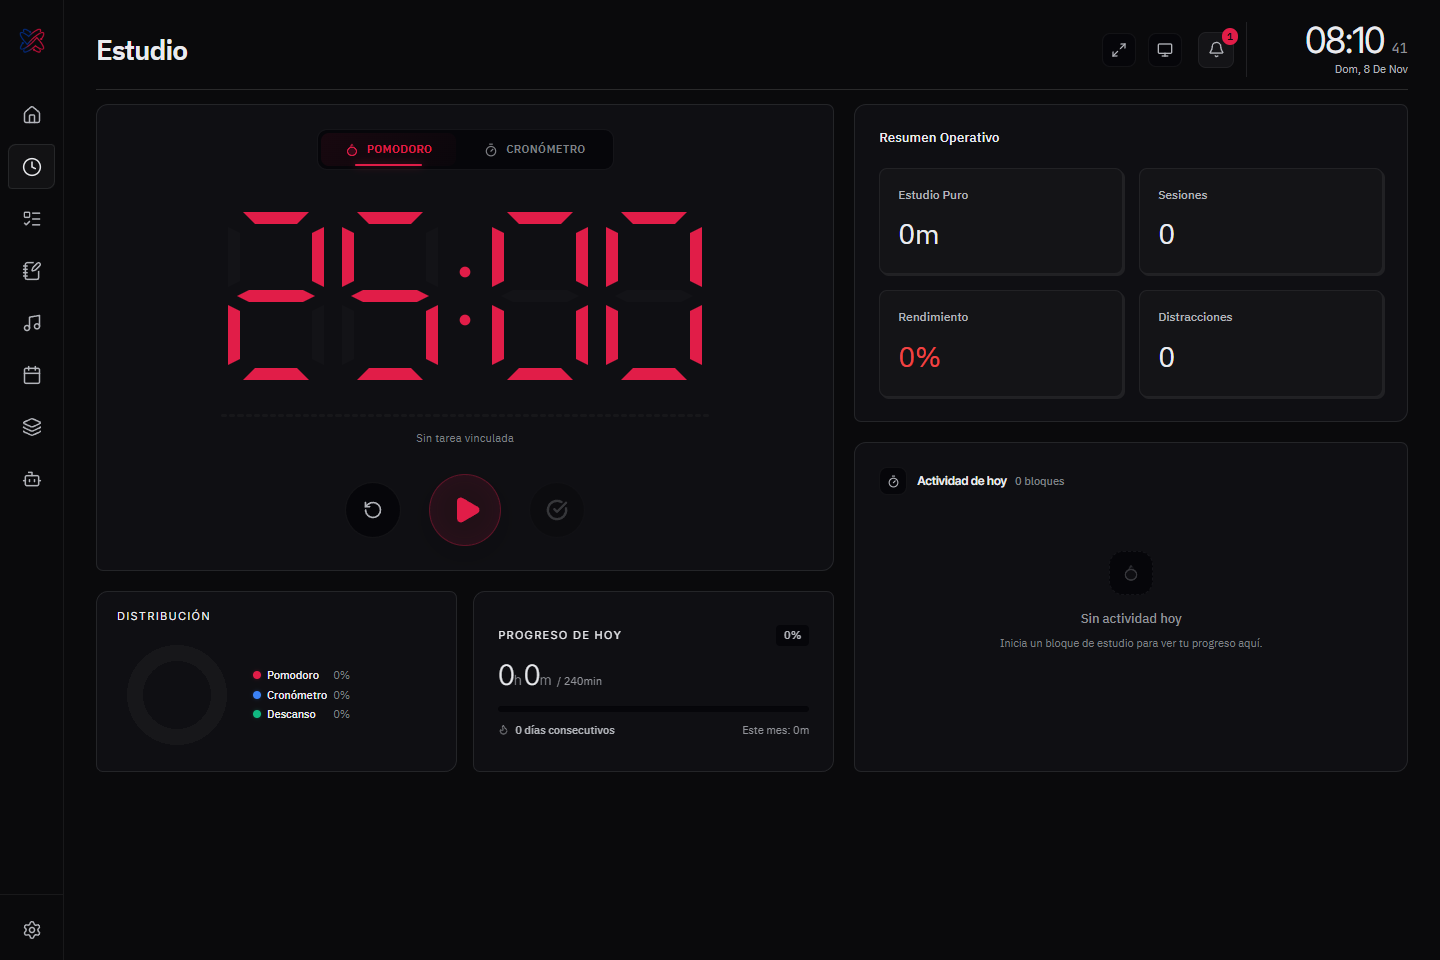 Estudio
1
08:10 41
Dom, 8 De Nov
POMODORO
CRONÓMETRO
25:00
Sin tarea vinculada
Resumen Operativo
Estudio Puro
0m
Sesiones
0
Rendimiento
0%
Distracciones
0
Actividad de hoy 0 bloques
Sin actividad hoy
Inicia un bloque de estudio para ver tu progreso aquí.
DISTRIBUCIÓN
Pomodoro 0%
Cronómetro 0%
Descanso 0%
PROGRESO DE HOY 0%
0h 0m / 240min
0 días consecutivos
Este mes: 0m